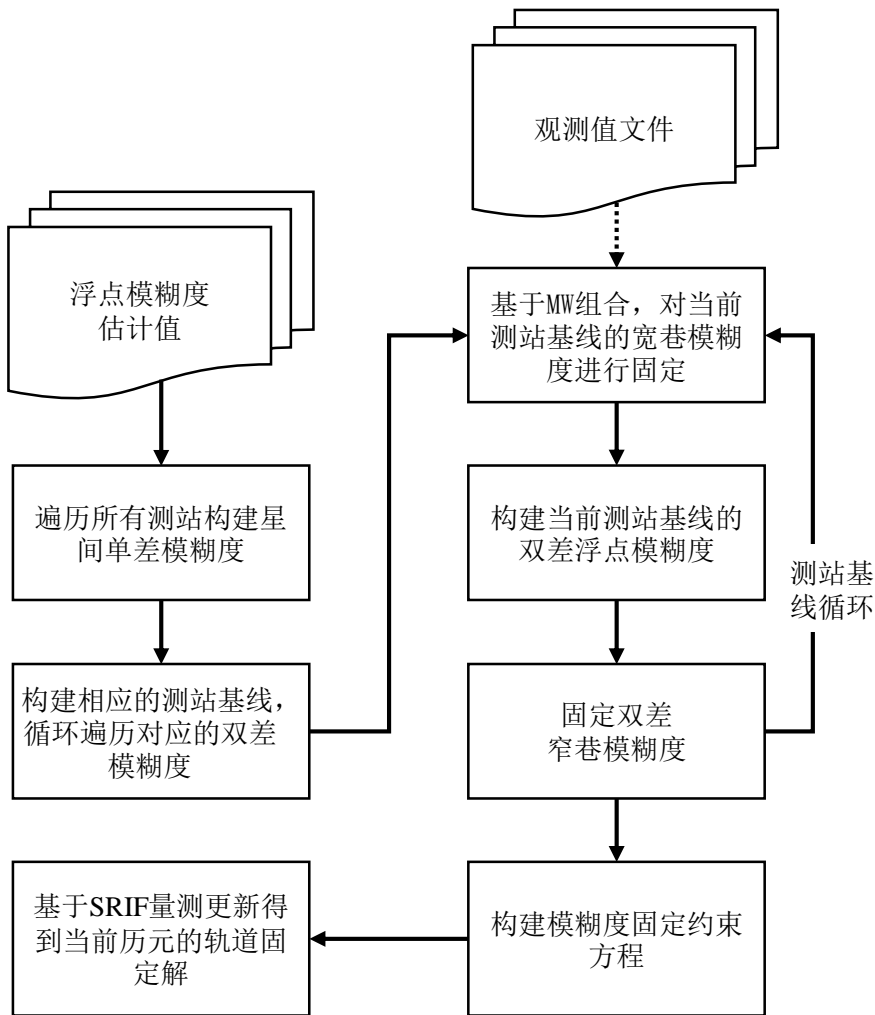 观测值文件
浮点模糊度
估计值
基于MW组合，对当前
测站基线的宽巷模糊
度进行固定
遍历所有测站构建星
间单差模糊度
构建当前测站基线的
双差浮点模糊度
测站基
线循环
构建相应的测站基线，
循环遍历对应的双差
模糊度
固定双差
窄巷模糊度
基于SRIF量测更新得
到当前历元的轨道固
定解
构建模糊度固定约束
方程